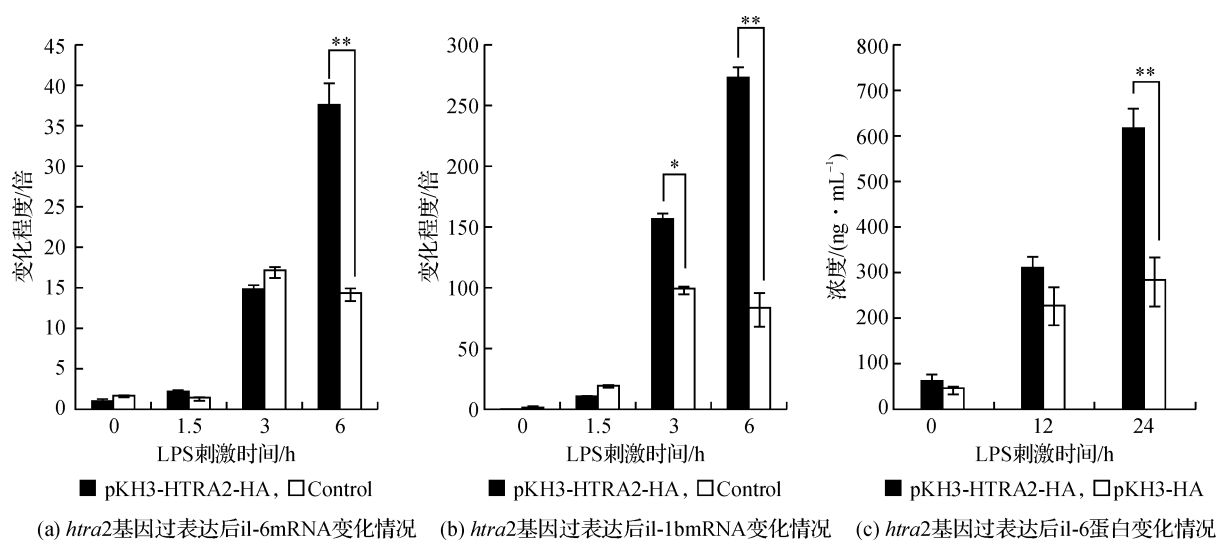 45
40
35
30
25
20
15
10
5
0
变化程度/倍
**
0 1.5 3 6
LPS刺激时间/h
pKH3-HTRA2-HA, Control
(a) htra2基因过表达后il-6mRNA变化情况
300
250
200
150
100
50
0
变化程度/倍
*
**
0 1.5 3 6
LPS刺激时间/h
pKH3-HTRA2-HA, Control
(b) htra2基因过表达后il-1bmRNA变化情况
800
700
600
500
400
300
200
100
0
浓度/(ng·mL⁻¹)
**
0 12 24
LPS刺激时间/h
pKH3-HTRA2-HA, pKH3-HA
(c) htra2基因过表达后il-6蛋白变化情况